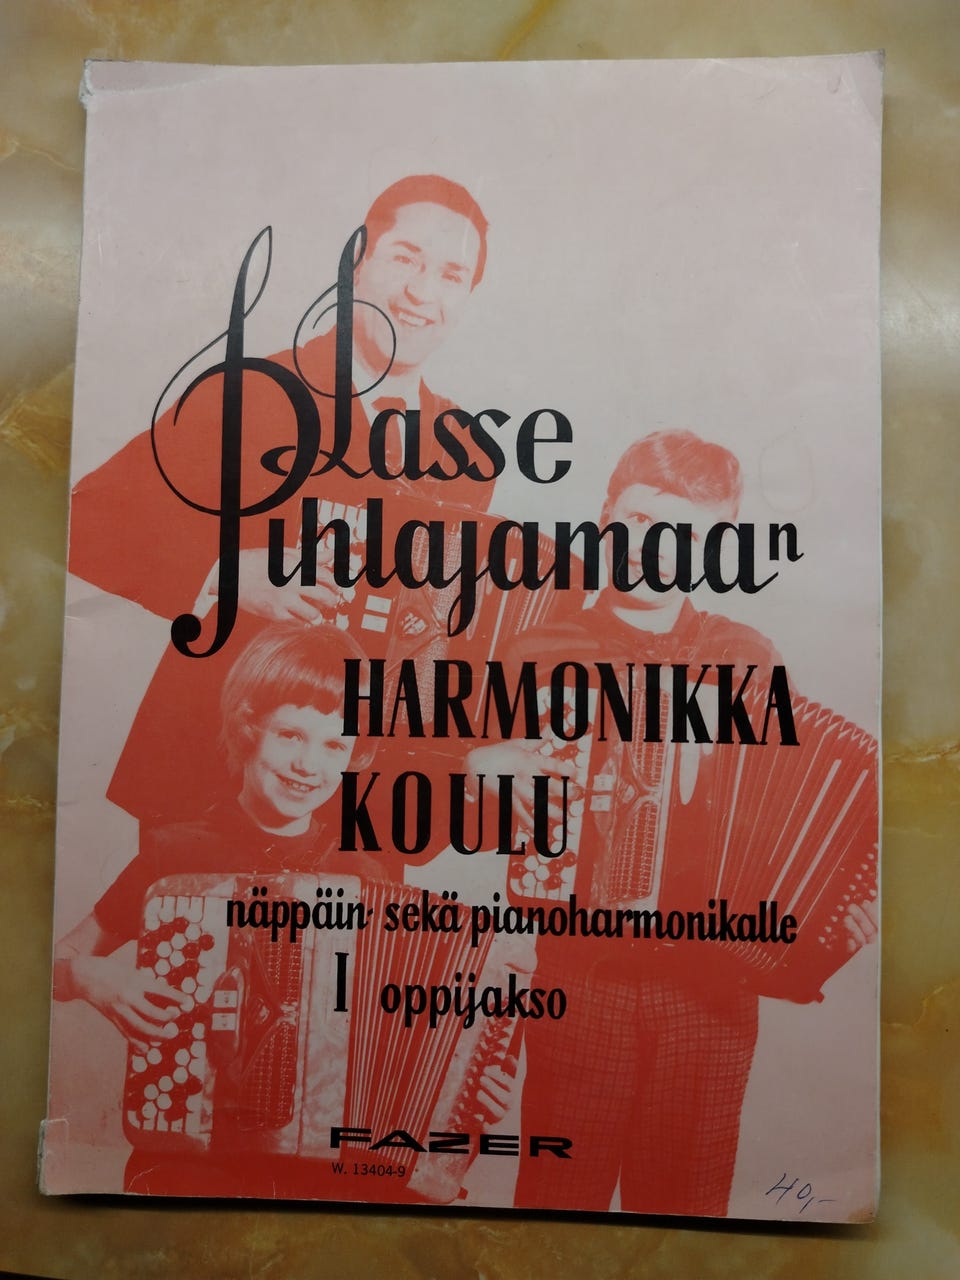 Lasse
Pihlajamaan
HARMONIKKA
KOULU
näppäin- sekä pianoharmonikalle
I oppijakso
FAZER
W. 13404-9
40,-